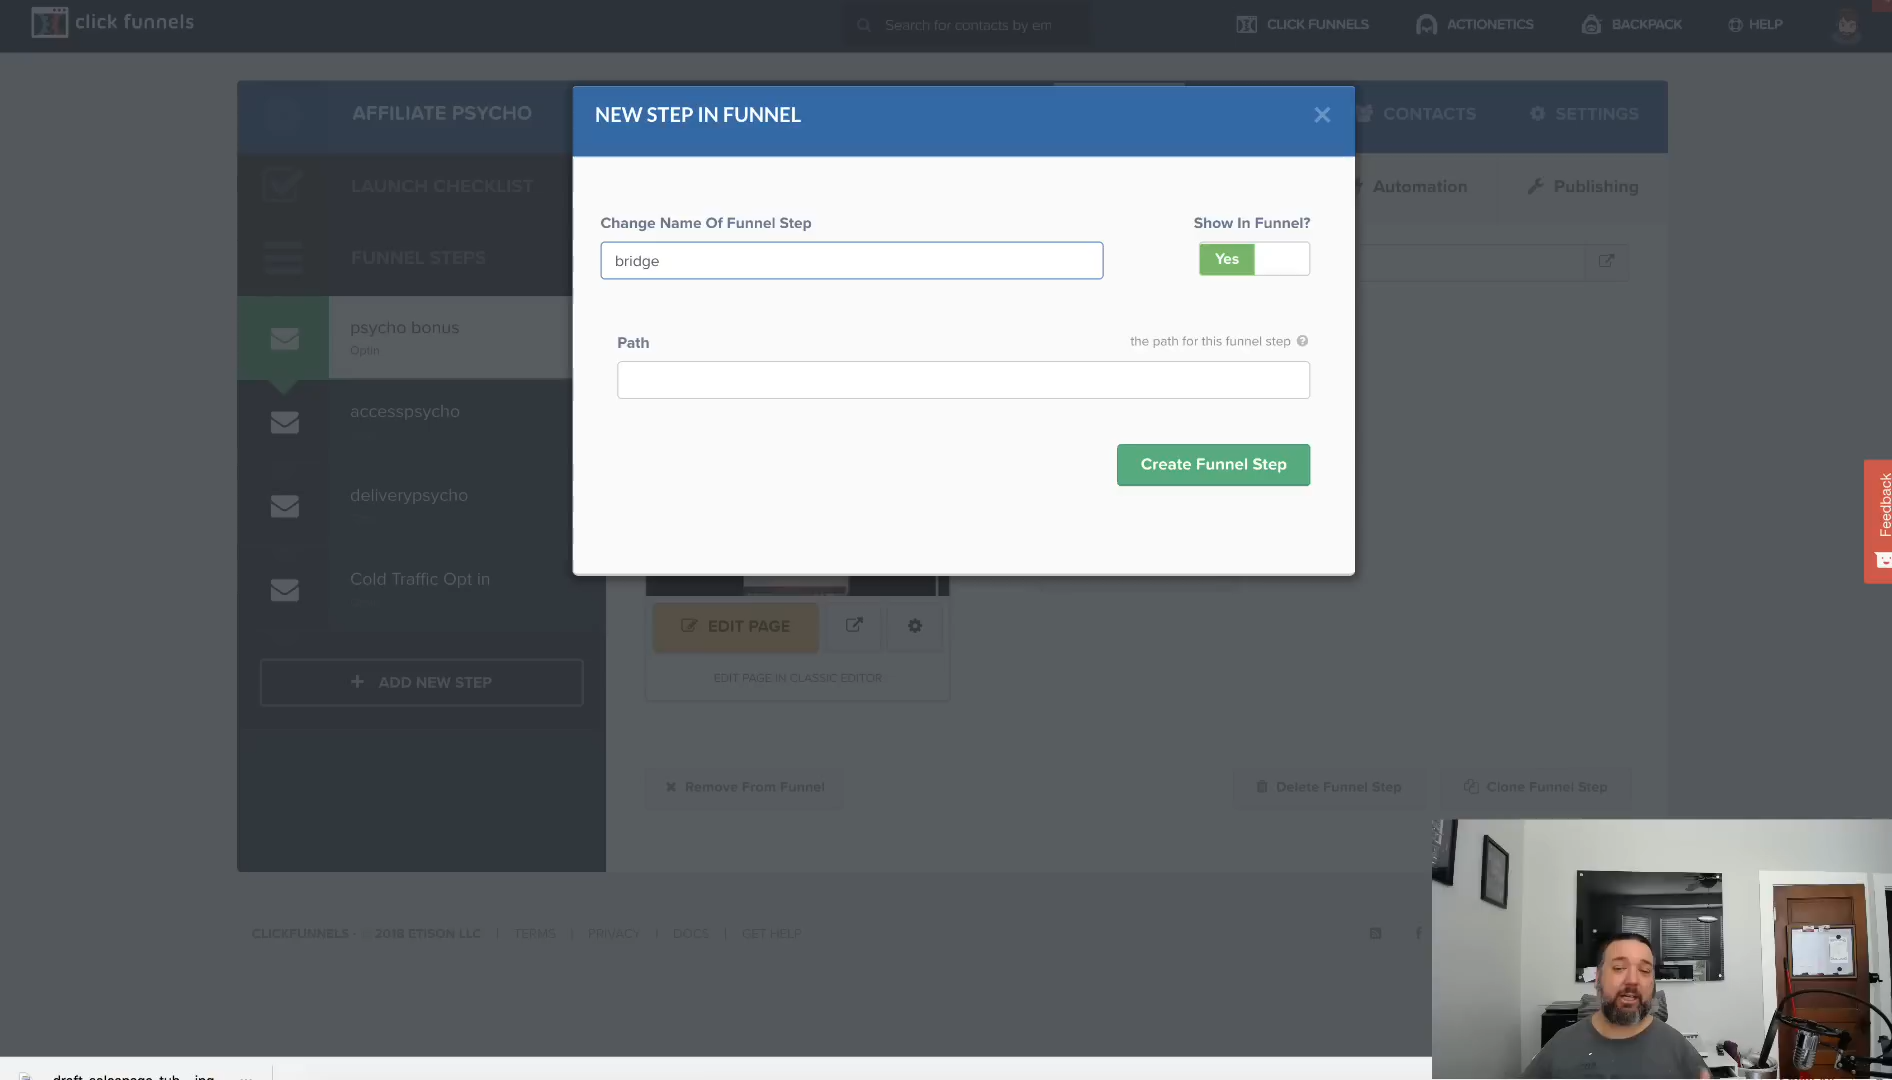 click funnels
Search for contacts by em
CLICK FUNNELS
ACTIONETICS
BACKPACK
HELP
AFFILIATE PSYCHO
CONTACTS
SETTINGS
NEW STEP IN FUNNEL
LAUNCH CHECKLIST
Automation
Publishing
Change Name Of Funnel Step
Show In Funnel?
bridge
Yes
FUNNEL STEPS
psycho bonus
Optin
Path
the path for this funnel step
accesspsycho
Create Funnel Step
deliverypsycho
Feedback
Cold Traffic Opt in
EDIT PAGE
EDIT PAGE IN CLASSIC EDITOR
+ ADD NEW STEP
Remove From Funnel
Delete Funnel Step
Clone Funnel Step
CLICKFUNNELS - © 2018 ETISON LLC | TERMS | PRIVACY | DOCS | GET HELP